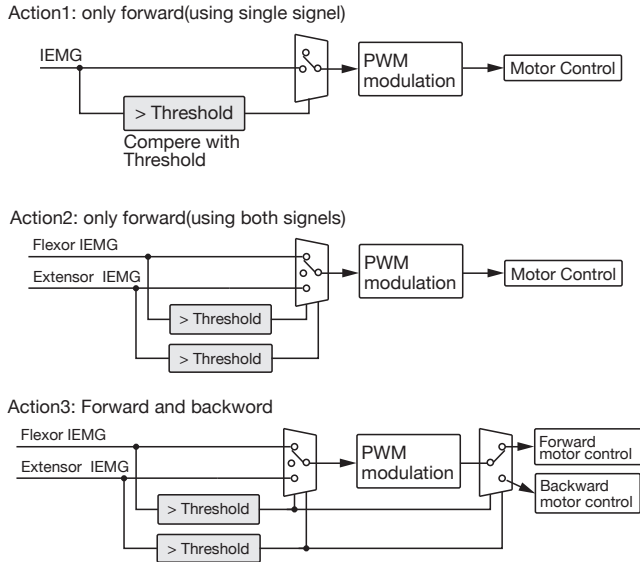 Action1: only forward(using single signel)
IEMG
PWM
modulation
Motor Control
> Threshold
Compere with
Threshold
Action2: only forward(using both signels)
Flexor IEMG
Extensor IEMG
PWM
modulation
Motor Control
> Threshold
> Threshold
Action3: Forward and backword
Flexor IEMG
Extensor IEMG
PWM
modulation
Forward
motor control
Backward
motor control
> Threshold
> Threshold